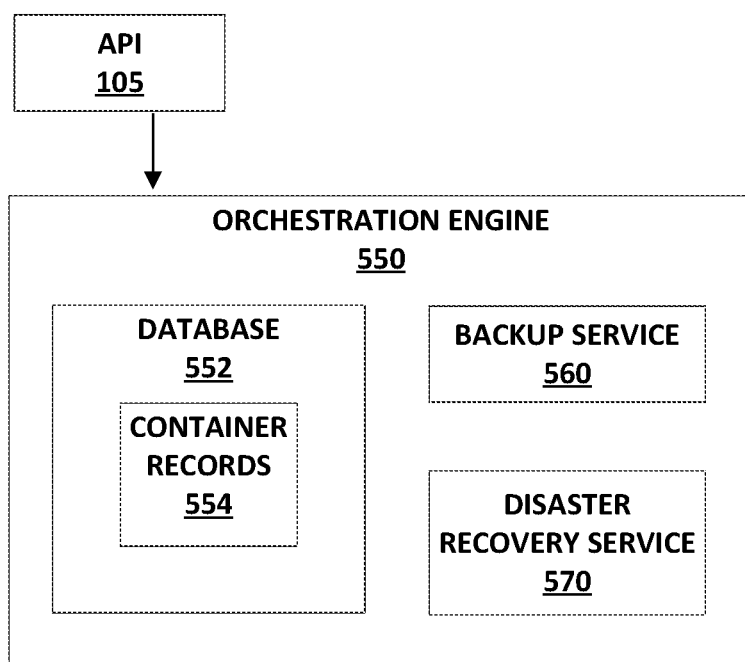 API
105
ORCHESTRATION ENGINE
550
DATABASE
552
CONTAINER
RECORDS
554
BACKUP SERVICE
560
DISASTER
RECOVERY SERVICE
570